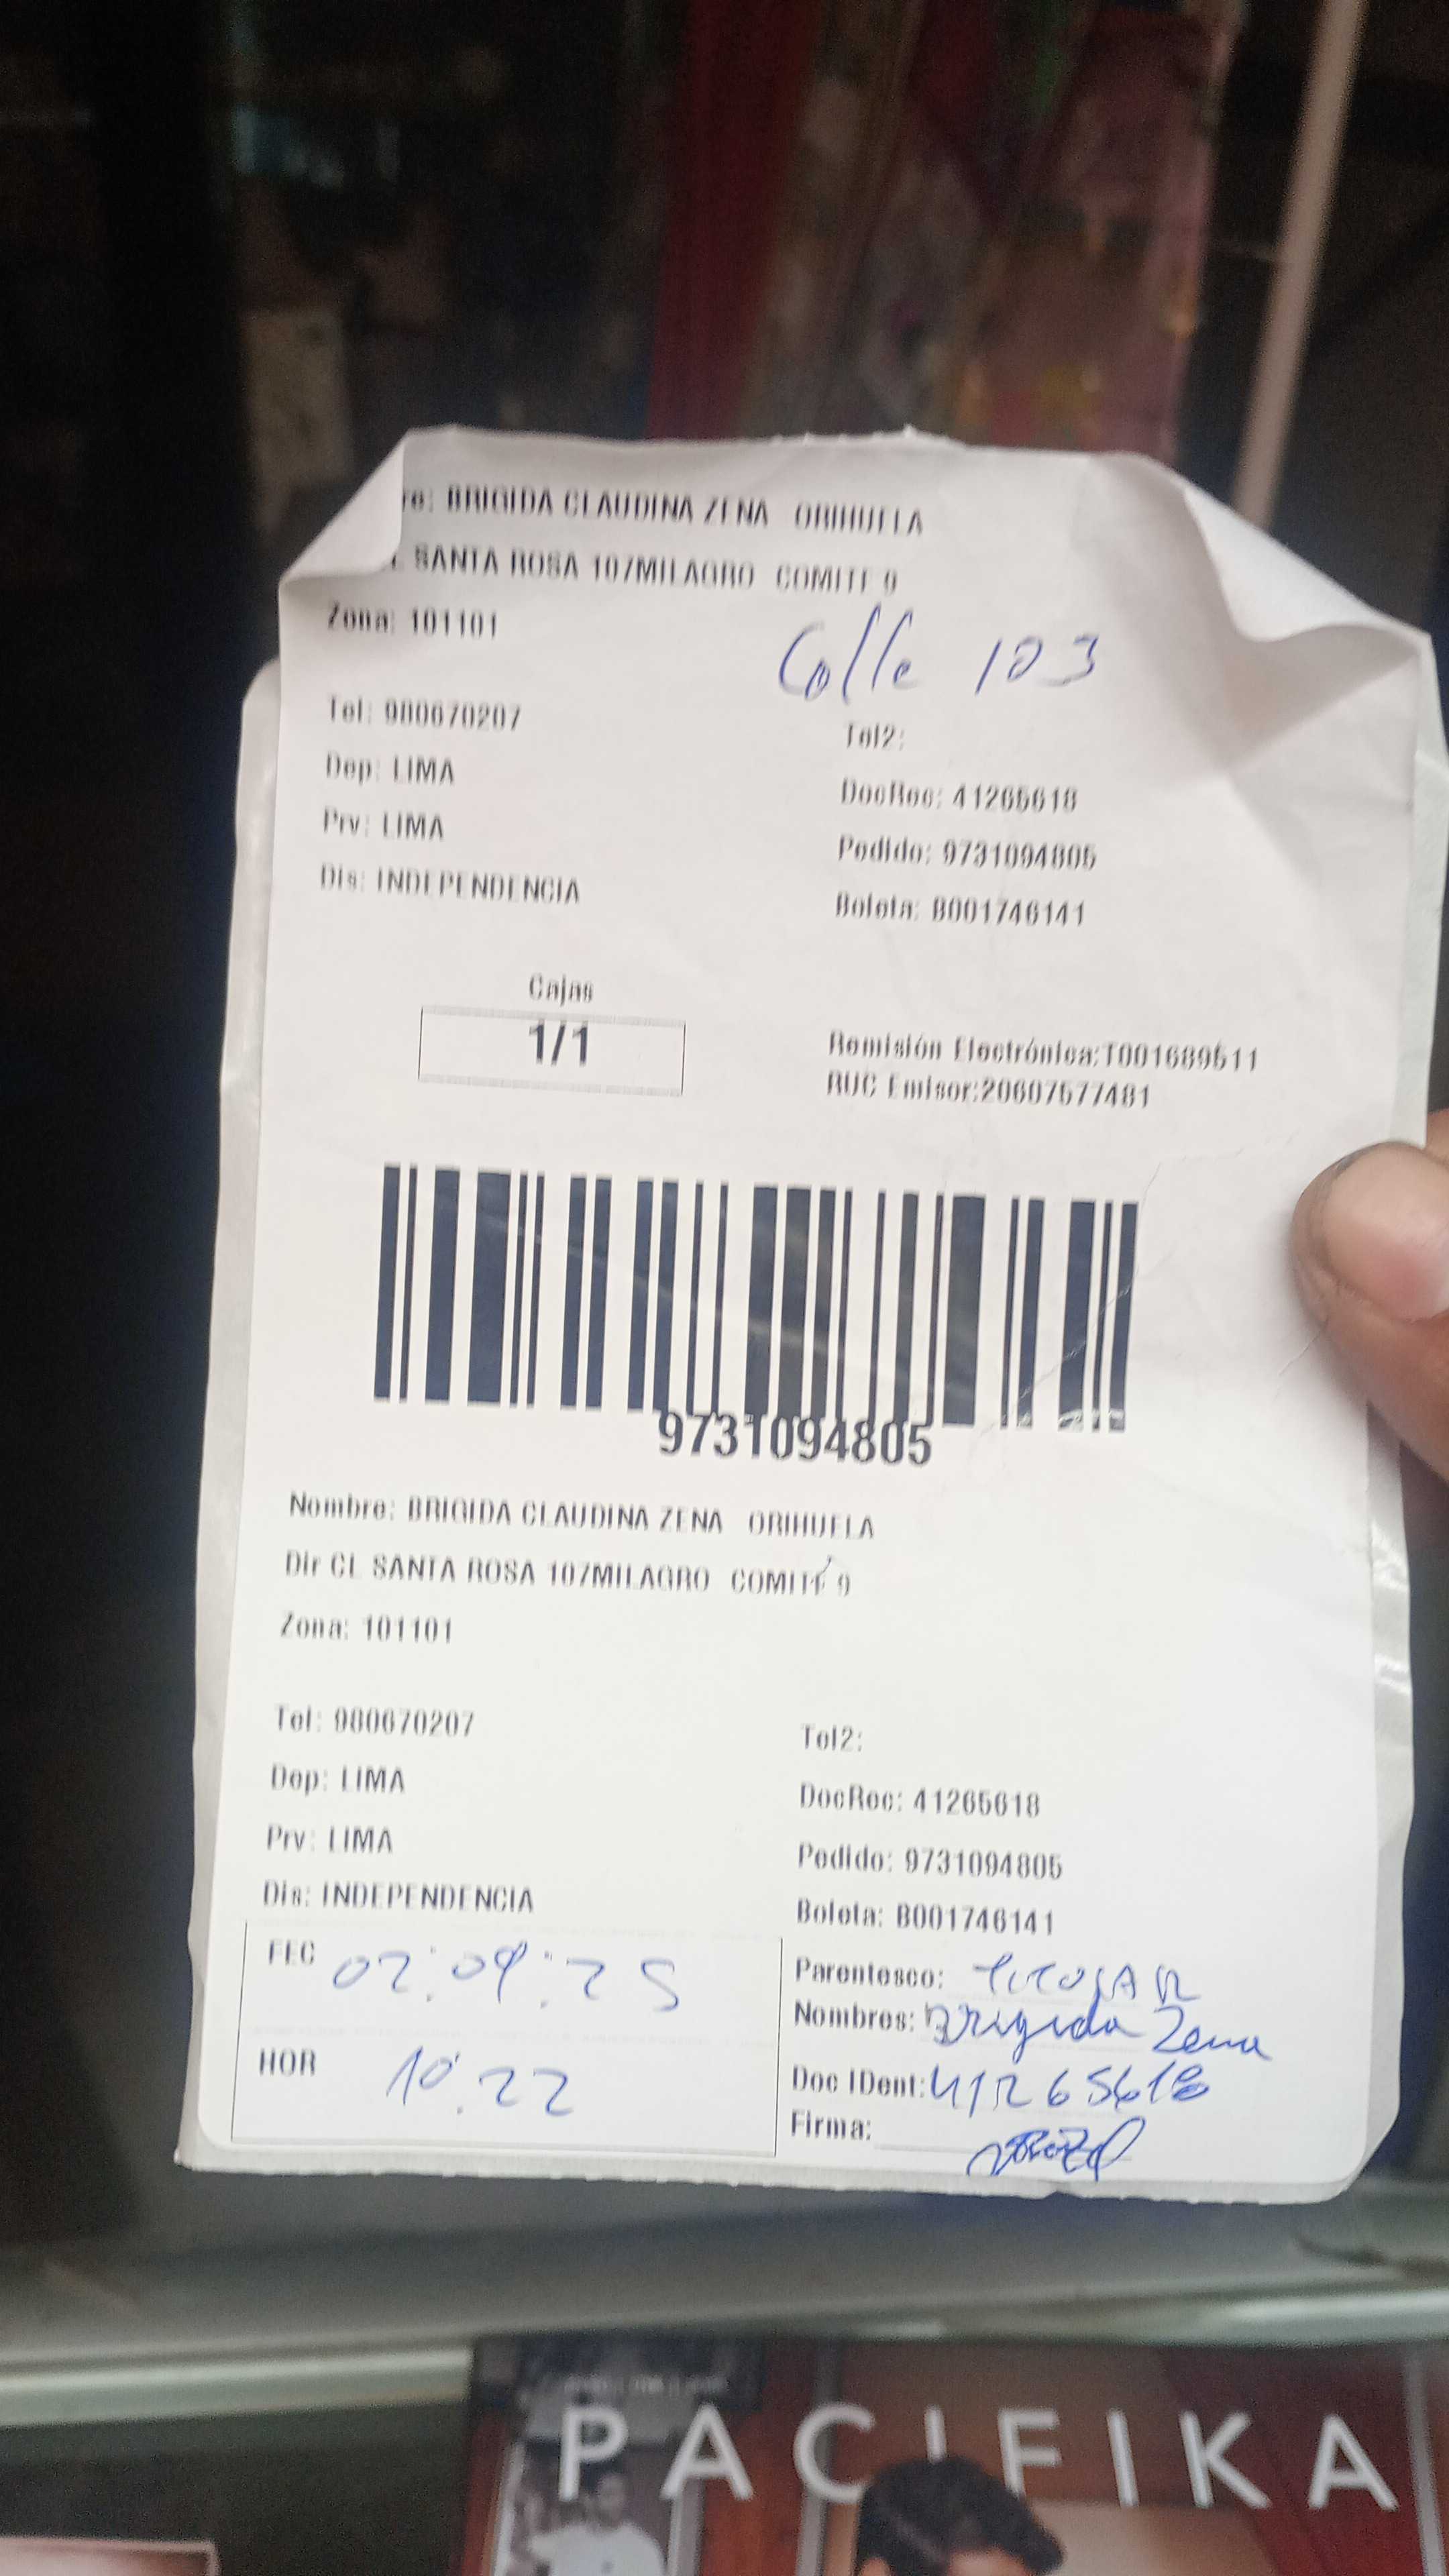 re: BRIGIDA CLAUDINA ZENA ORIHUELA
L SANTA ROSA 107MILAGRO COMITE 9
Zona: 101101
Calle 103
Tel: 980670207
Tel2:
Dep: LIMA
DocRec: 41265618
Prv: LIMA
Pedido: 9731094805
Dis: INDEPENDENCIA
Boleta: B001746141
Cajas
1/1
Remisión Electrónica:T001689511
RUC Emisor:20607577481
9731094805
Nombre: BRIGIDA CLAUDINA ZENA ORIHUELA
Dir CL SANTA ROSA 107MILAGRO COMITE 9
Zona: 101101
Tel: 980670207
Tel2:
Dep: LIMA
DocRec: 41265618
Prv: LIMA
Pedido: 9731094805
Dis: INDEPENDENCIA
Boleta: B001746141
FEC 02.09.25
Parentesco: TITULAR
Nombres: Brigida Zena
HOR 10:22
Doc IDent: 41265618
Firma:
PACIFIKA